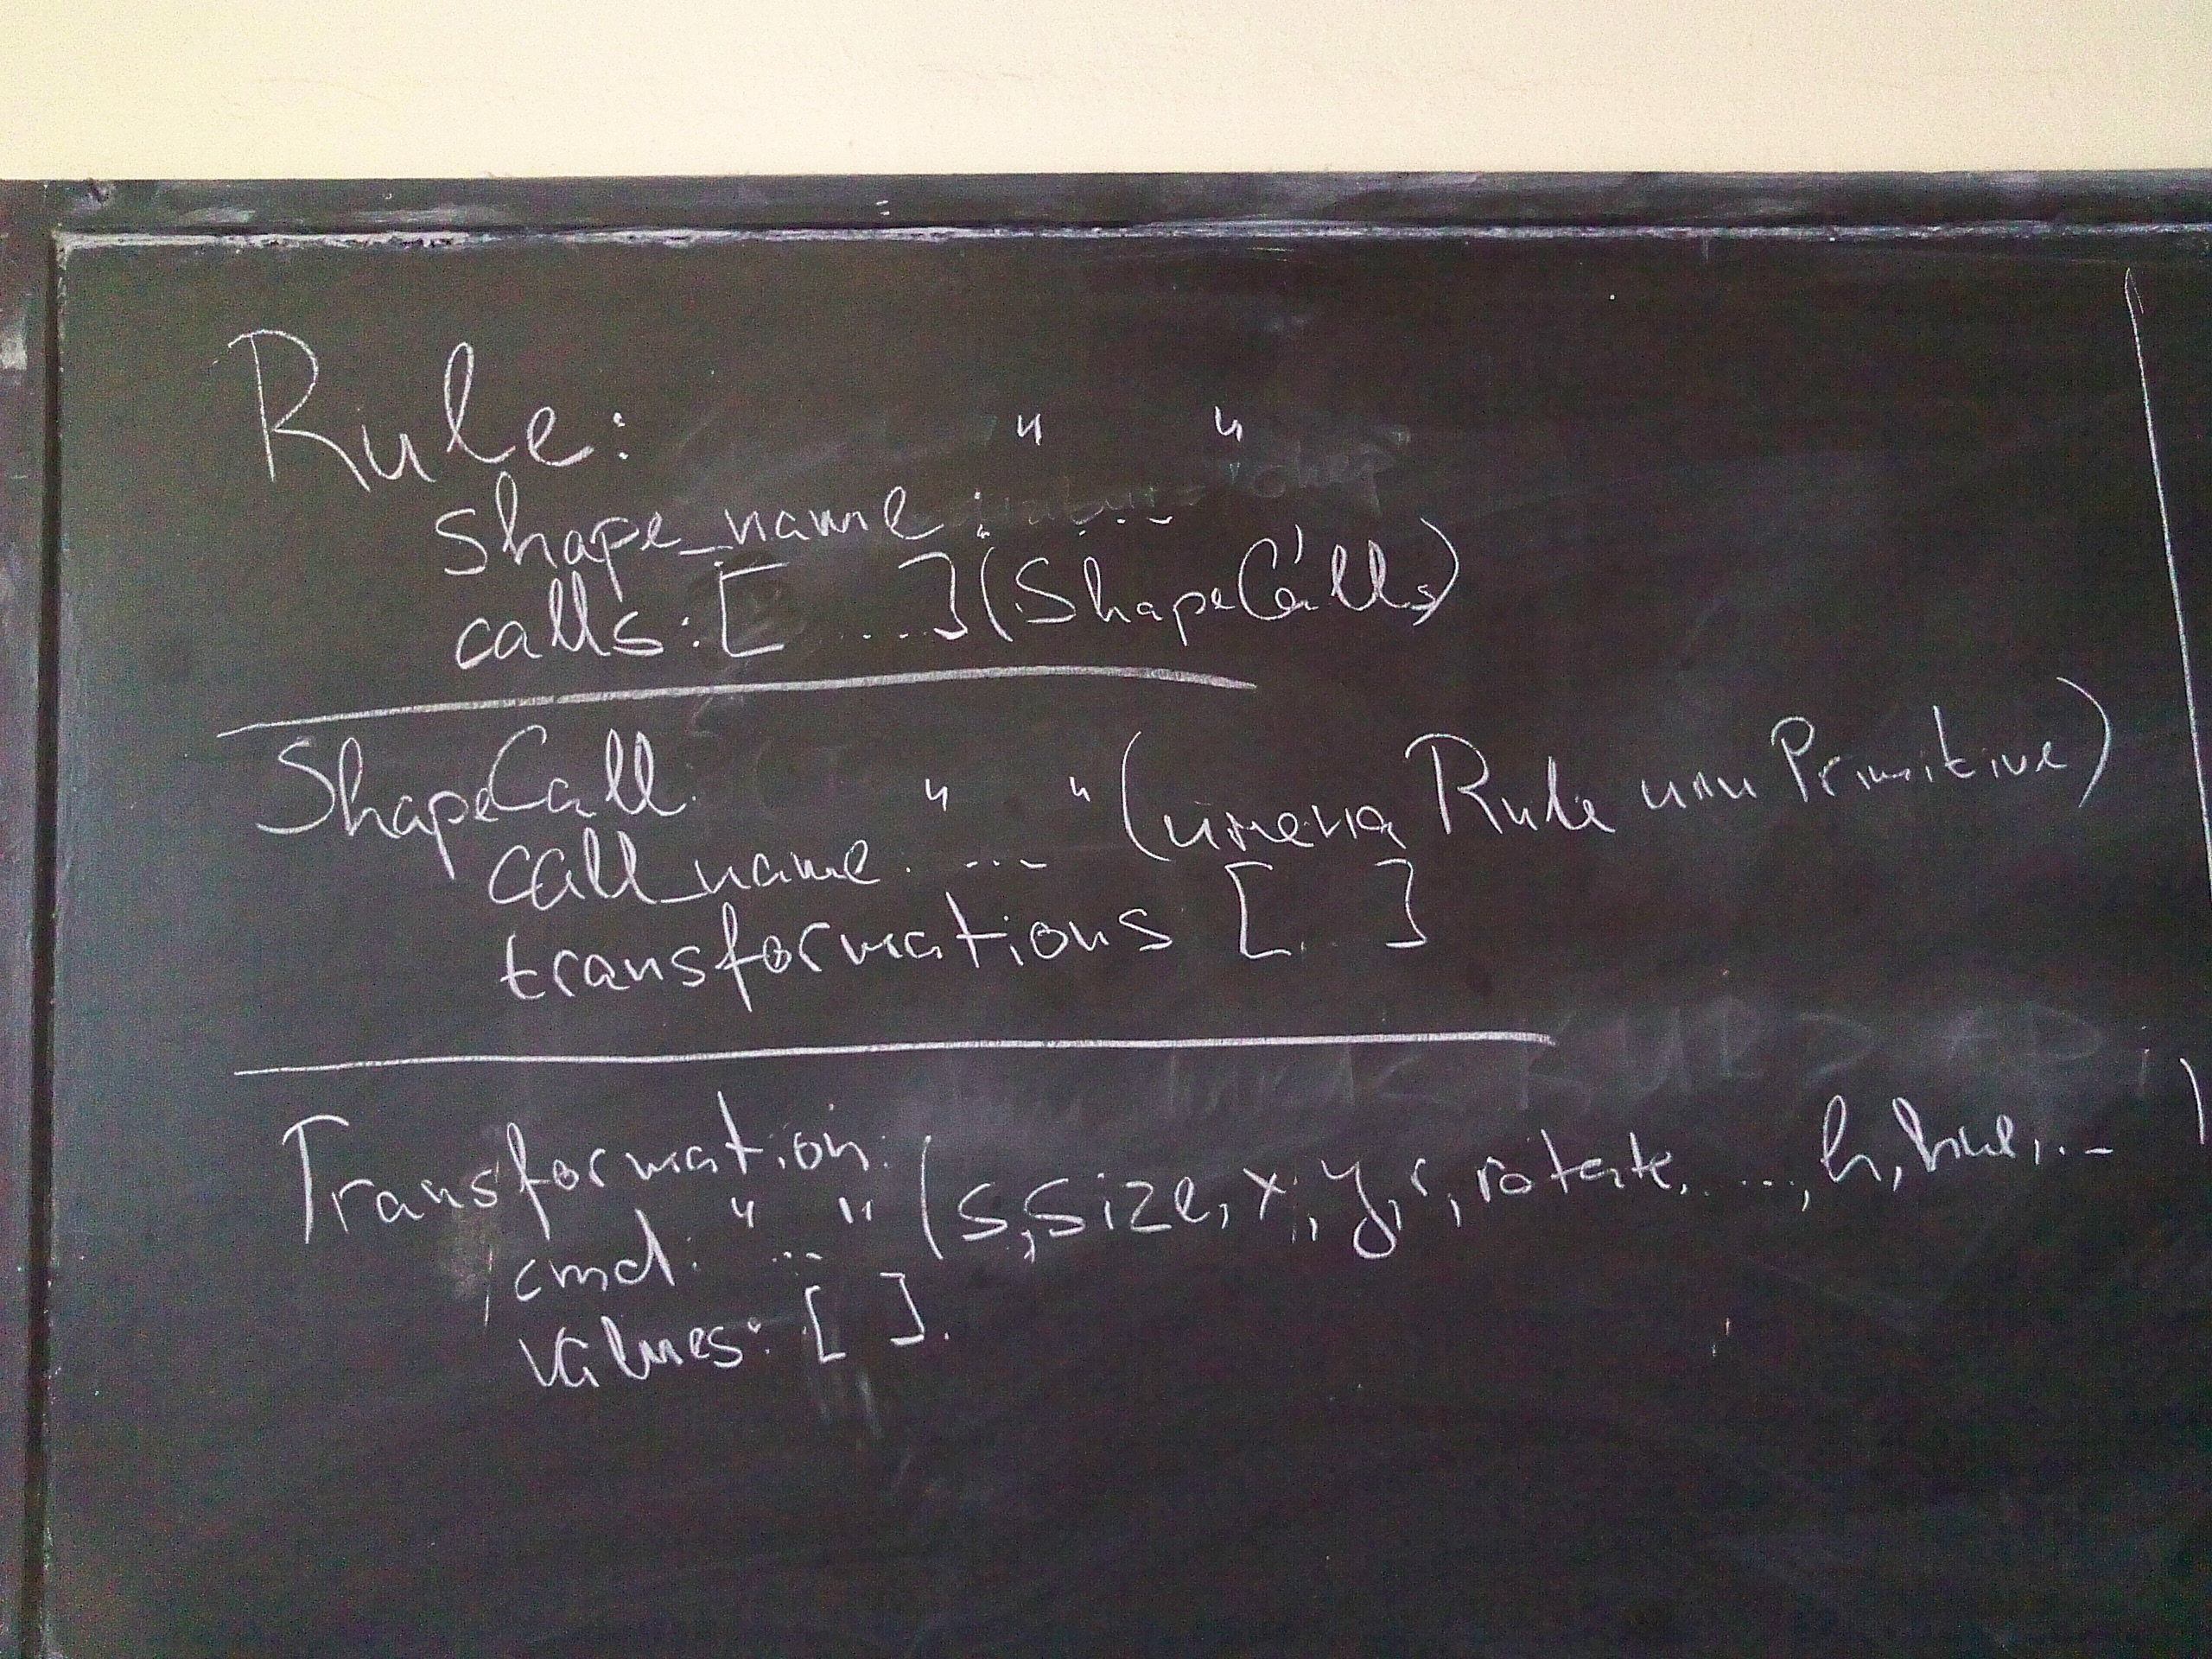 Rule:
shape_name: "..."
calls: [ ....] (ShapeCalls)
ShapeCall
call_name. "..." (имена Rule или Primitive)
transformations [...]
Transformation:
cmd: "..." (s, size, x, y, r, rotate, ..., h, hue, ... )
values: [ ].